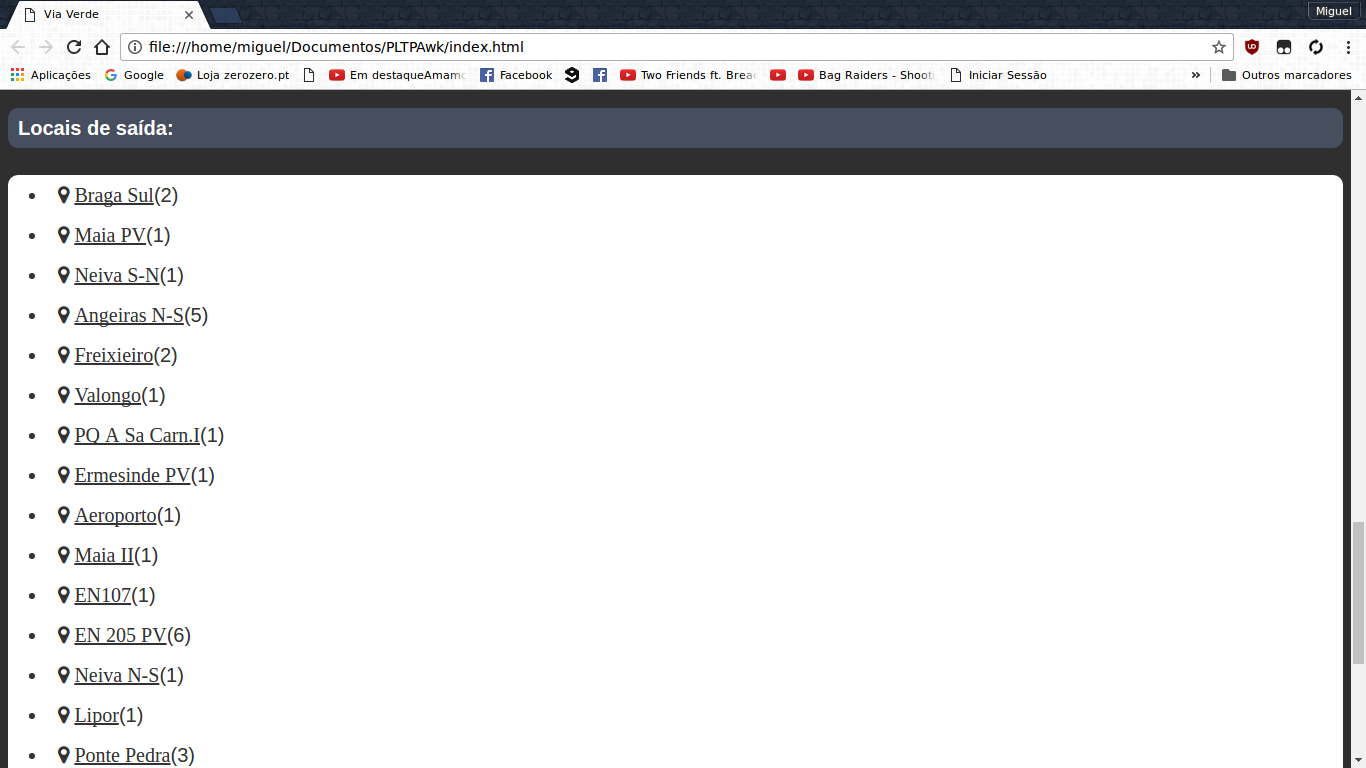 Via Verde
Miguel
file:///home/miguel/Documentos/PLTPAwk/index.html
Aplicações Google Loja zerozero.pt Em destaqueAmamo Facebook Two Friends ft. Brea Bag Raiders - Shooti Iniciar Sessão » Outros marcadores
Locais de saída:
Braga Sul(2)
Maia PV(1)
Neiva S-N(1)
Angeiras N-S(5)
Freixieiro(2)
Valongo(1)
PQ A Sa Carn.I(1)
Ermesinde PV(1)
Aeroporto(1)
Maia II(1)
EN107(1)
EN 205 PV(6)
Neiva N-S(1)
Lipor(1)
Ponte Pedra(3)